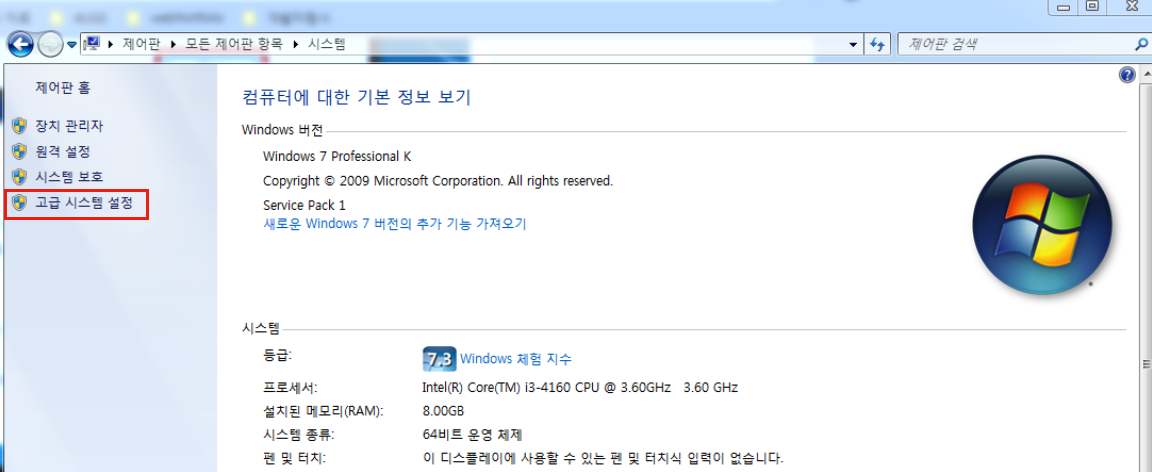 제어판 ▸ 모든 제어판 항목 ▸ 시스템
제어판 검색
제어판 홈
장치 관리자
원격 설정
시스템 보호
고급 시스템 설정
컴퓨터에 대한 기본 정보 보기
Windows 버전
Windows 7 Professional K
Copyright © 2009 Microsoft Corporation. All rights reserved.
Service Pack 1
새로운 Windows 7 버전의 추가 기능 가져오기
시스템
등급: 7.3 Windows 체험 지수
프로세서: Intel(R) Core(TM) i3-4160 CPU @ 3.60GHz 3.60 GHz
설치된 메모리(RAM): 8.00GB
시스템 종류: 64비트 운영 체제
펜 및 터치: 이 디스플레이에 사용할 수 있는 펜 및 터치식 입력이 없습니다.